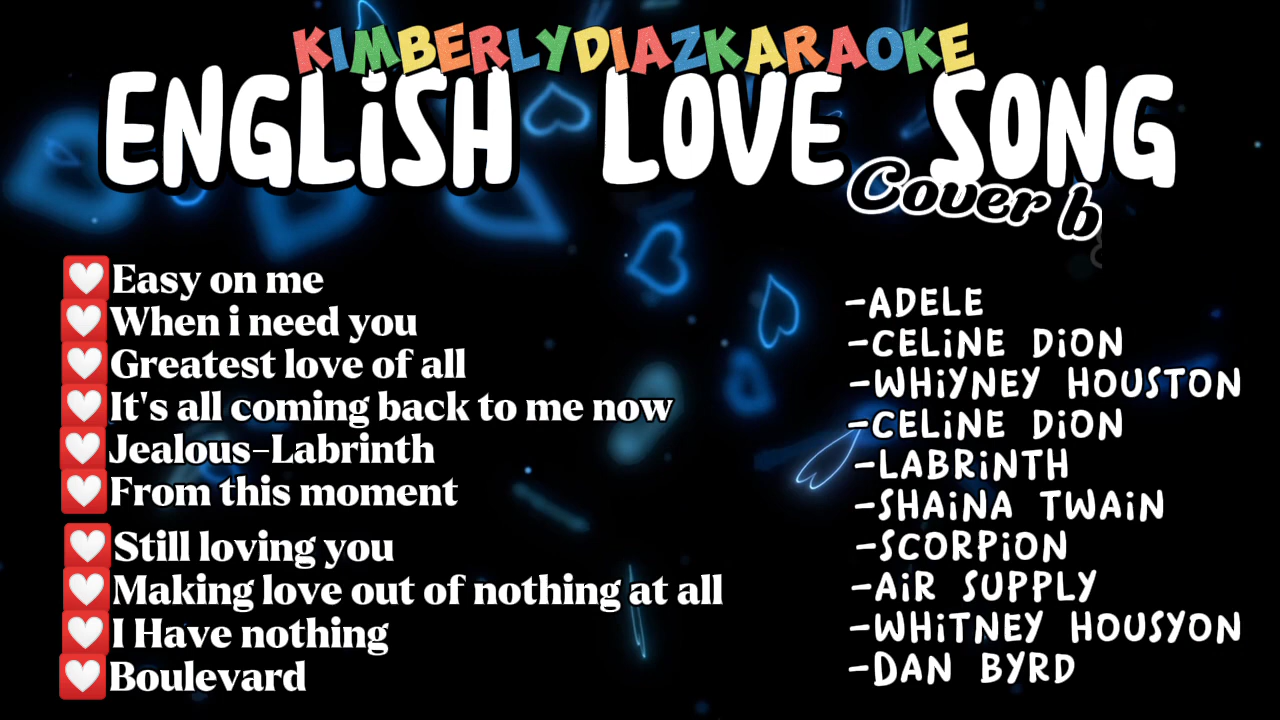 KIMBERLYDIAZKARAOKE
ENGLiSH LOVE SONG
Cover b
Easy on me
When i need you
Greatest love of all
It's all coming back to me now
Jealous-Labrinth
From this moment
Still loving you
Making love out of nothing at all
I Have nothing
Boulevard
-ADELE
-CELiNE DiON
-WHiYNEY HOUSTON
-CELiNE DiON
-LABRiNTH
-SHAiNA TWAiN
-SCORPiON
-AiR SUPPLY
-WHiTNEY HOUSYON
-DAN BYRD